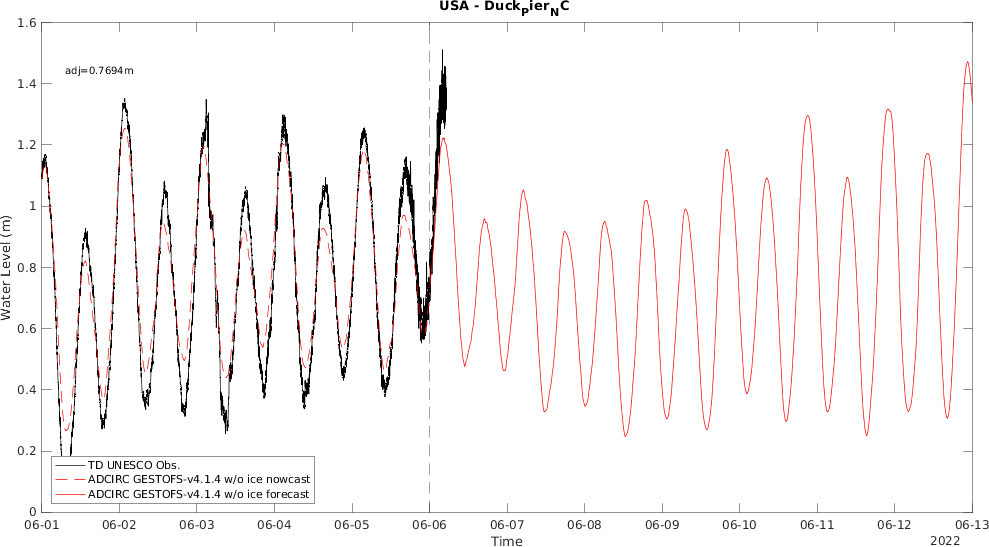 USA - DuckPierNC
1.6
1.4
1.2
1
0.8
0.6
0.4
0.2
0
Water Level (m)
adj=0.7694m
TD UNESCO Obs.
ADCIRC GESTOFS-v4.1.4 w/o ice nowcast
ADCIRC GESTOFS-v4.1.4 w/o ice forecast
06-01 06-02 06-03 06-04 06-05 06-06 06-07 06-08 06-09 06-10 06-11 06-12 06-13
Time
2022